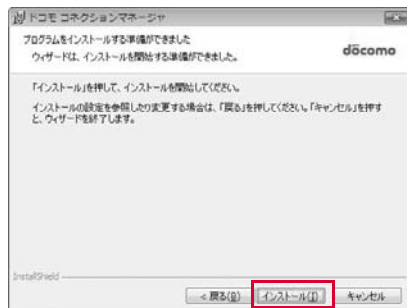 ドコモ コネクションマネージャ
プログラムをインストールする準備ができました
ウィザードは、インストールを開始する準備ができました。
döcomo
「インストール」を押して、インストールを開始してください。
インストールの設定を参照したり変更する場合は、「戻る」を押してください。「キャンセル」を押す
と、ウィザードを終了します。
InstallShield
< 戻る(B)
インストール(I)
キャンセル